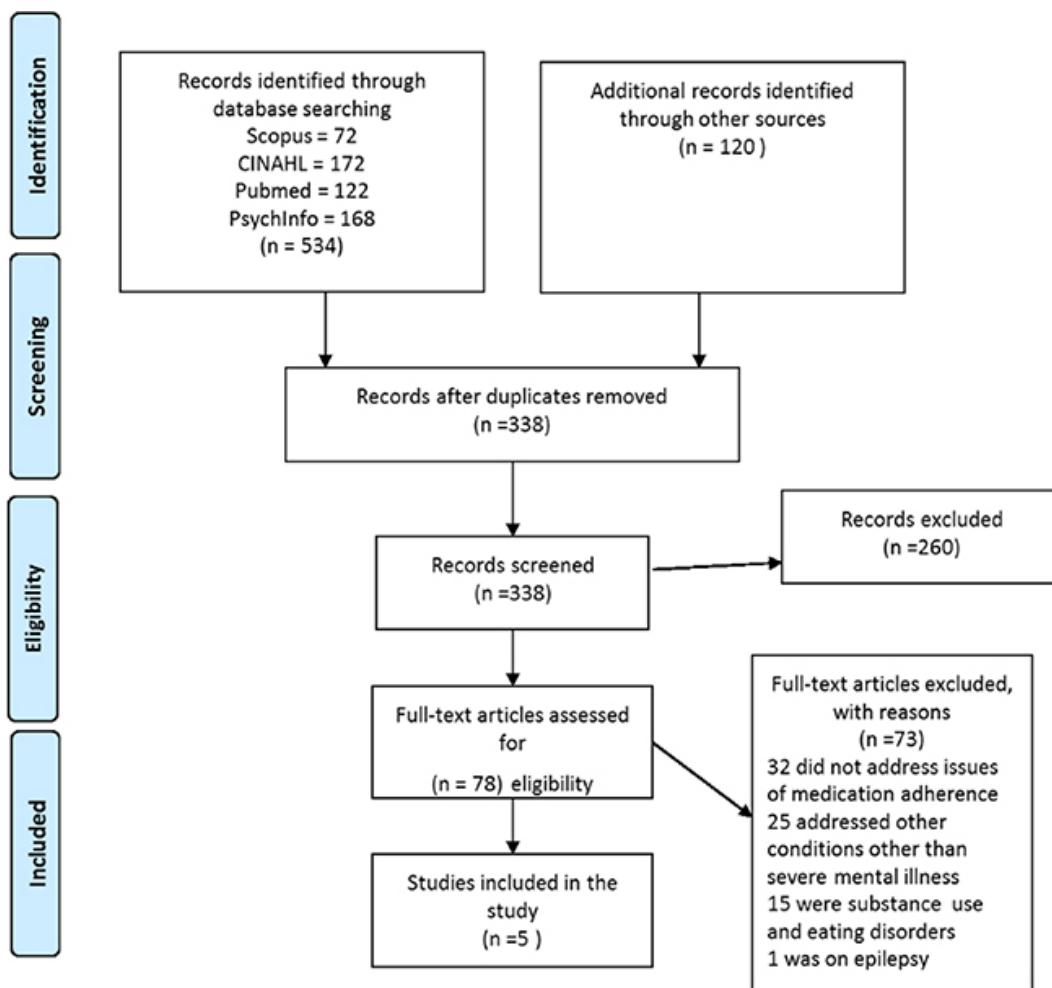 Identification
Records identified through
database searching
Scopus = 72
CINAHL = 172
Pubmed = 122
PsychInfo = 168
(n = 534)
Additional records identified
through other sources
(n = 120 )
Screening
Records after duplicates removed
(n =338)
Eligibility
Records screened
(n =338)
Records excluded
(n =260)
Full-text articles assessed
for
(n = 78) eligibility
Full-text articles excluded,
with reasons
(n =73)
32 did not address issues
of medication adherence
25 addressed other
conditions other than
severe mental illness
15 were substance use
and eating disorders
1 was on epilepsy
Included
Studies included in the
study
(n =5 )